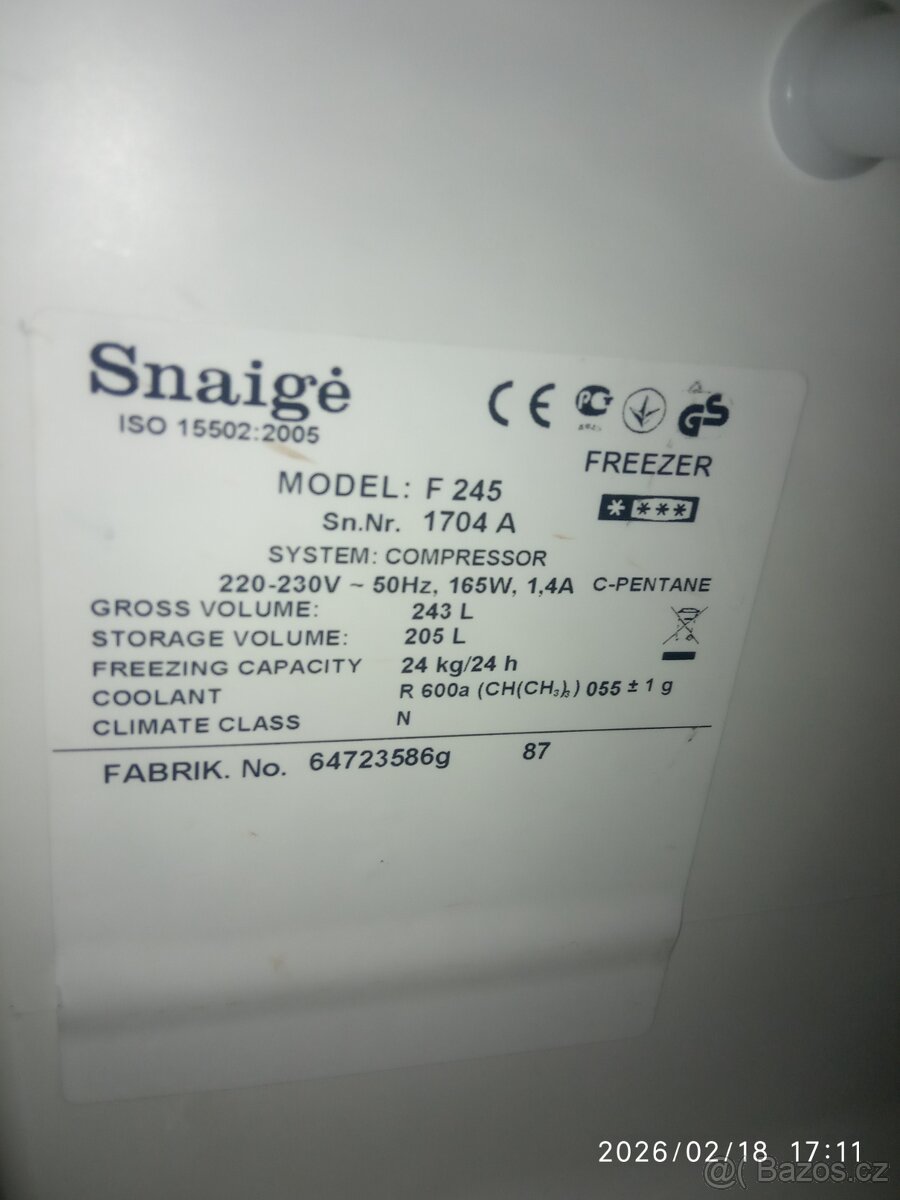 Snaigė
ISO 15502:2005
CE PCT GS
FREEZER
MODEL: F 245
* ***
Sn.Nr. 1704 A
SYSTEM: COMPRESSOR
220-230V ~ 50Hz, 165W, 1,4A C-PENTANE
GROSS VOLUME: 243 L
STORAGE VOLUME: 205 L
FREEZING CAPACITY 24 kg/24 h
COOLANT R 600a (CH(CH₃)₃) 055 ± 1 g
CLIMATE CLASS N
FABRIK. No. 64723586g 87
2026/02/18 17:11
@( Bazos.cz